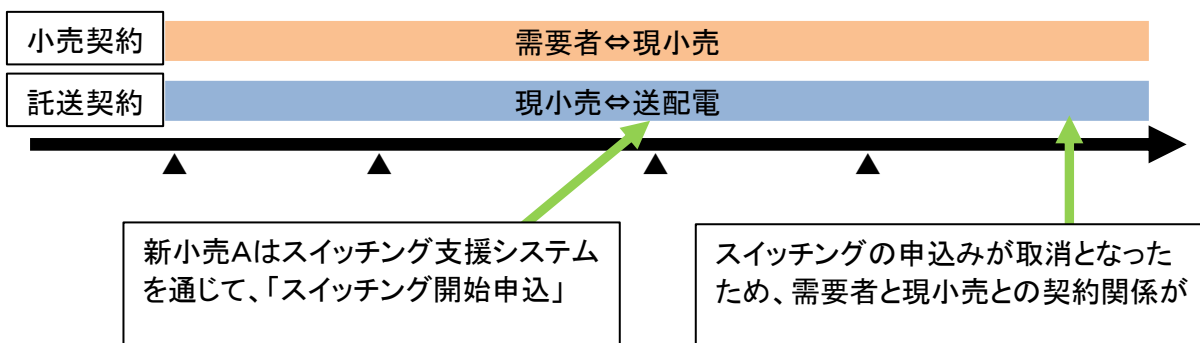 小売契約
需要者⇔現小売
託送契約
現小売⇔送配電
新小売Aはスイッチング支援システム
を通じて、「スイッチング開始申込」
スイッチングの申込みが取消となった
ため、需要者と現小売との契約関係が